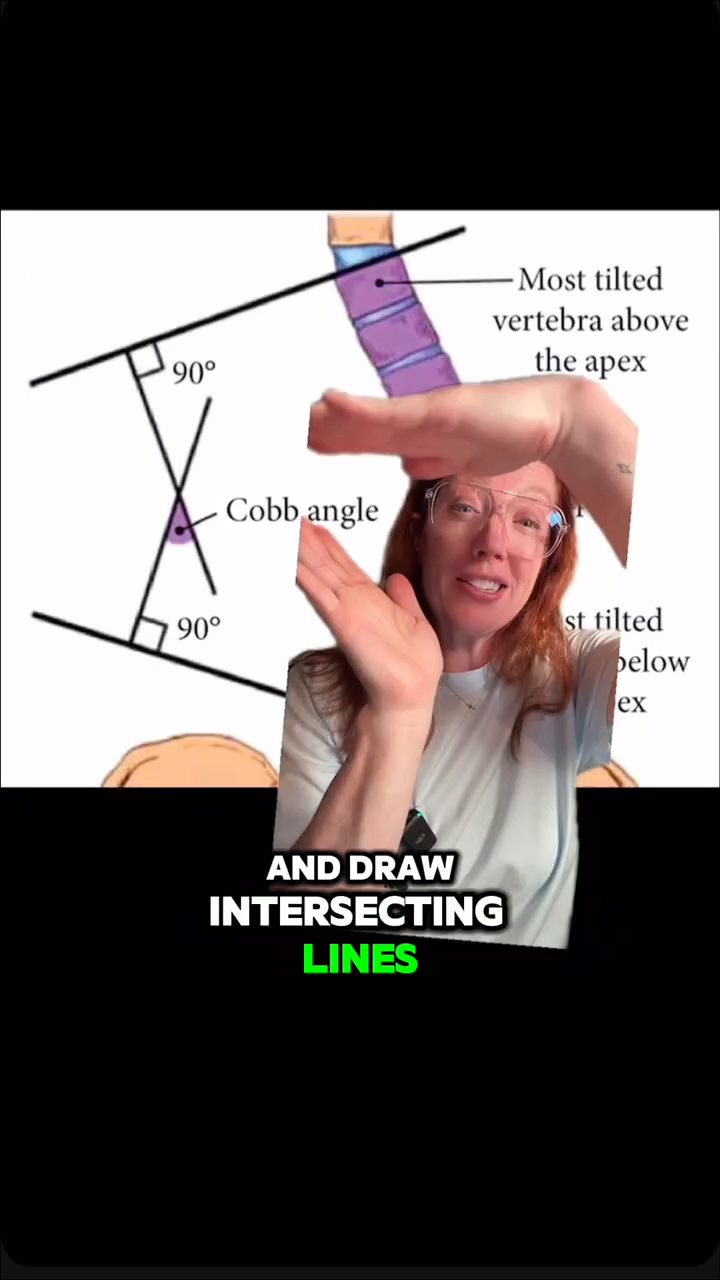 Most tilted
vertebra above
the apex
90°
Cobb angle
90°
st tilted
below
ex
AND DRAW
INTERSECTING
LINES